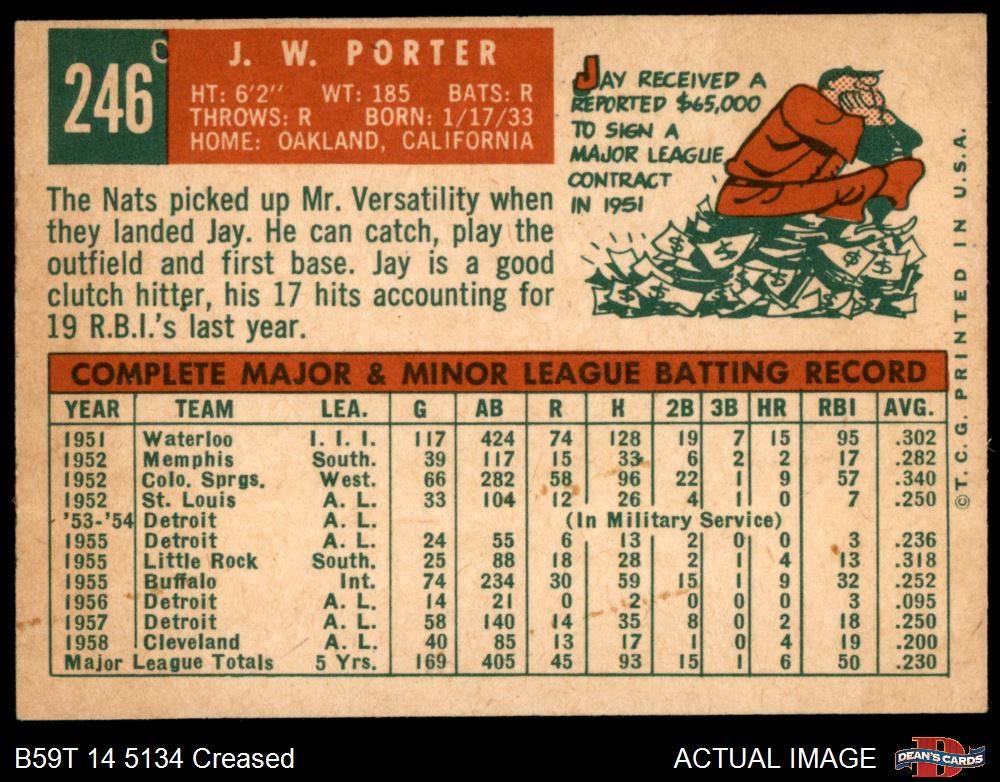 246
J. W. PORTER
HT: 6'2" WT: 185 BATS: R
THROWS: R BORN: 1/17/33
HOME: OAKLAND, CALIFORNIA
JAY RECEIVED A
REPORTED $65,000
TO SIGN A
MAJOR LEAGUE
CONTRACT
IN 1951
The Nats picked up Mr. Versatility when
they landed Jay. He can catch, play the
outfield and first base. Jay is a good
clutch hitter, his 17 hits accounting for
19 R.B.I.'s last year.
COMPLETE MAJOR & MINOR LEAGUE BATTING RECORD
YEAR TEAM LEA. G AB R H 2B 3B HR RBI AVG.
1951 Waterloo I. I. I. 117 424 74 128 19 7 15 95 .302
1952 Memphis South. 39 117 15 33 6 2 2 17 .282
1952 Colo. Sprgs. West. 66 282 58 96 22 1 9 57 .340
1952 St. Louis A. L. 33 104 12 26 4 1 0 7 .250
'53-'54 Detroit A. L. (In Military Service)
1955 Detroit A. L. 24 55 6 13 2 0 0 3 .236
1955 Little Rock South. 25 88 18 28 2 1 4 13 .318
1955 Buffalo Int. 74 234 30 59 15 1 9 32 .252
1956 Detroit A. L. 14 21 0 2 0 0 0 3 .095
1957 Detroit A. L. 58 140 14 35 8 0 2 18 .250
1958 Cleveland A. L. 40 85 13 17 1 0 4 19 .200
Major League Totals 5 Yrs. 169 405 45 93 15 1 6 50 .230
©T. C. G. PRINTED IN U.S.A.
B59T 14 5134 Creased
ACTUAL IMAGE
DEAN'S CARDS